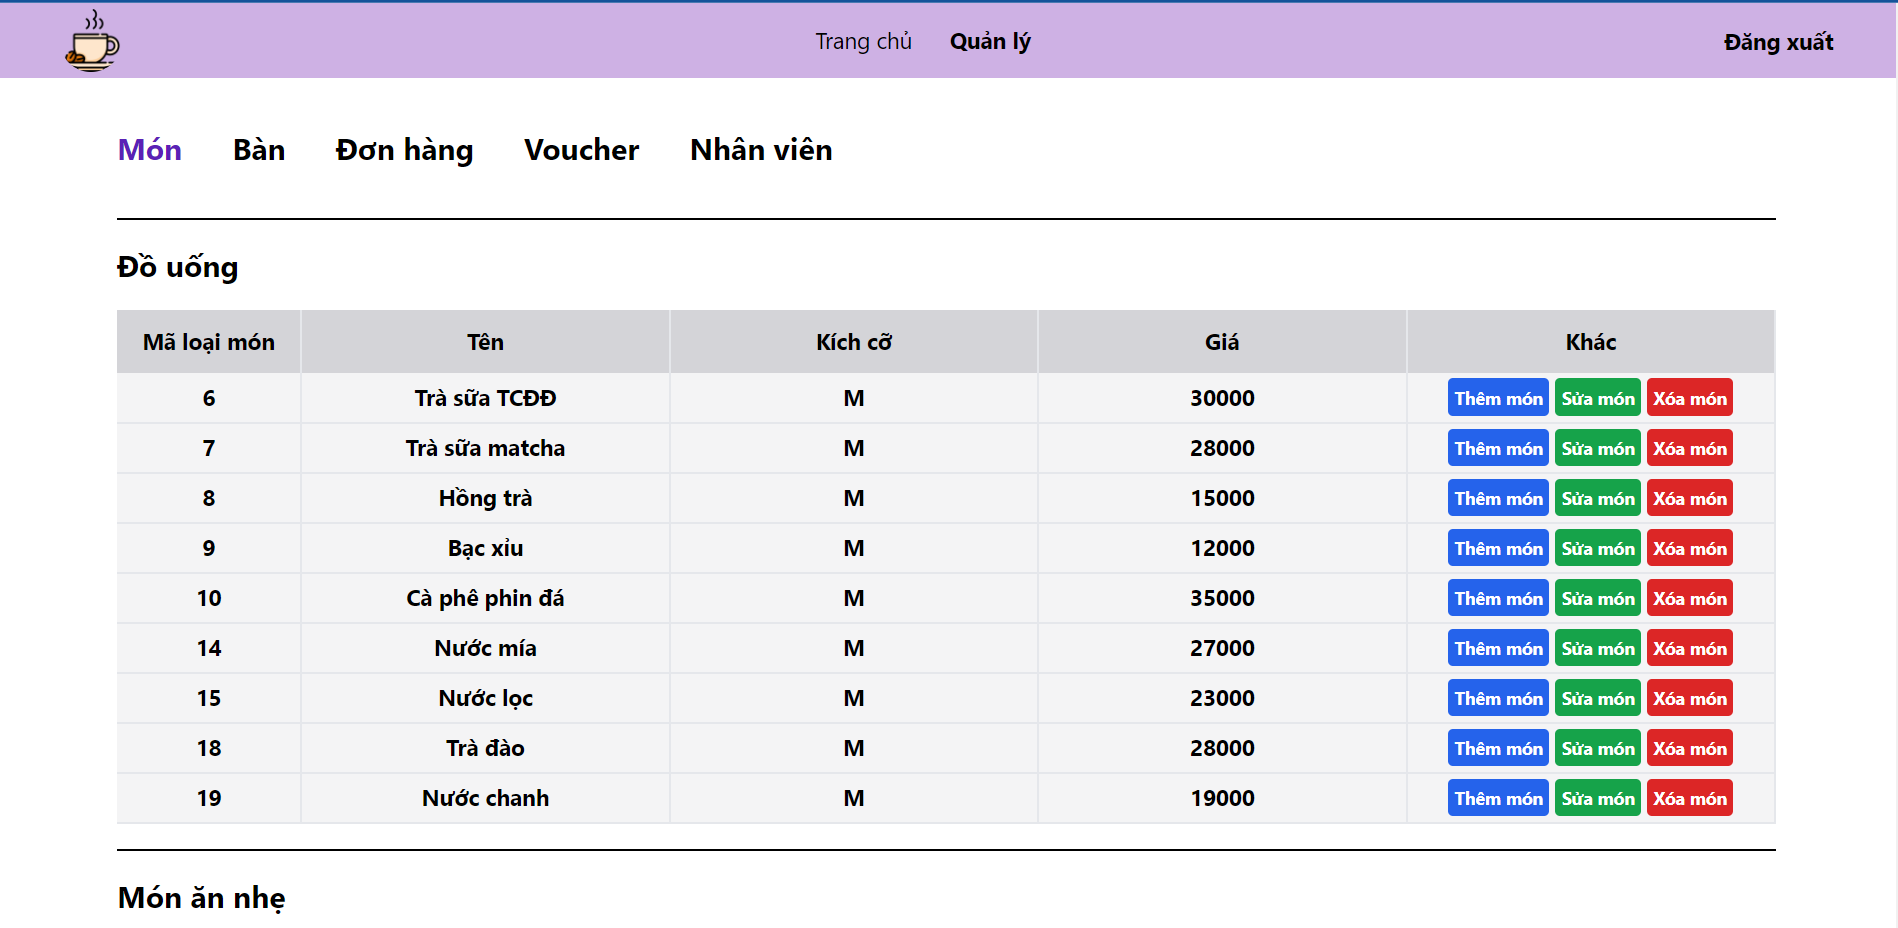 Trang chủ Quản lý Đăng xuất
Món Bàn Đơn hàng Voucher Nhân viên
Đồ uống
Mã loại món Tên Kích cỡ Giá Khác
6 Trà sữa TCĐĐ M 30000 Thêm món Sửa món Xóa món
7 Trà sữa matcha M 28000 Thêm món Sửa món Xóa món
8 Hồng trà M 15000 Thêm món Sửa món Xóa món
9 Bạc xỉu M 12000 Thêm món Sửa món Xóa món
10 Cà phê phin đá M 35000 Thêm món Sửa món Xóa món
14 Nước mía M 27000 Thêm món Sửa món Xóa món
15 Nước lọc M 23000 Thêm món Sửa món Xóa món
18 Trà đào M 28000 Thêm món Sửa món Xóa món
19 Nước chanh M 19000 Thêm món Sửa món Xóa món
Món ăn nhẹ